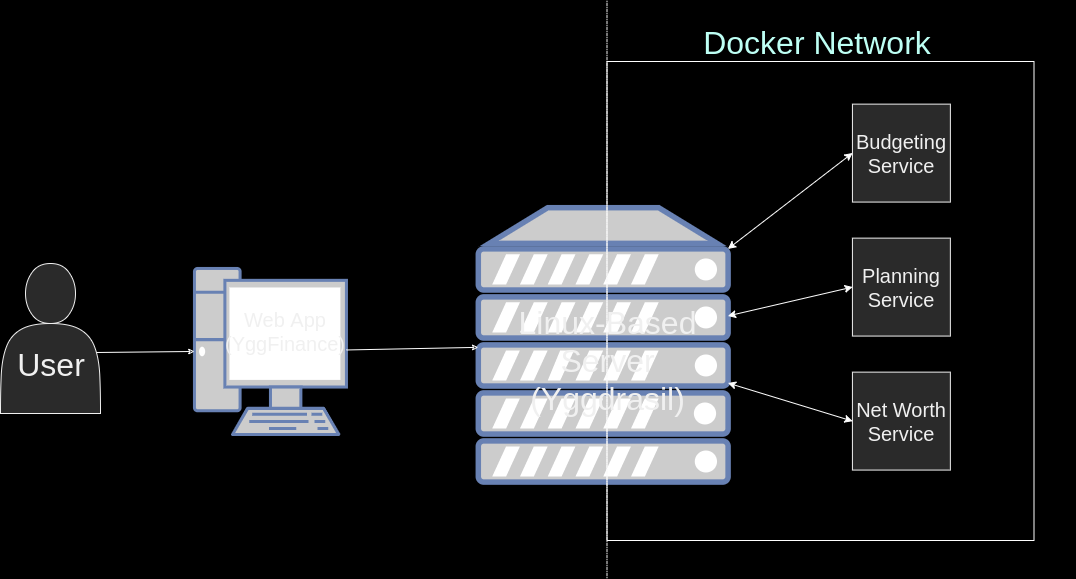 Docker Network
Budgeting
Service
Planning
Service
Net Worth
Service
User
Web App
(YggFinance)
Linux-Based
Server
(Yggdrasil)